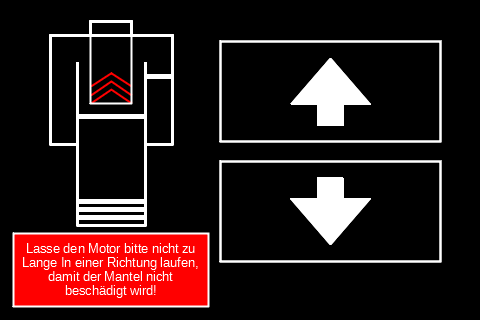 Lasse den Motor bitte nicht zu
Lange In einer Richtung laufen,
damit der Mantel nicht
beschädigt wird!